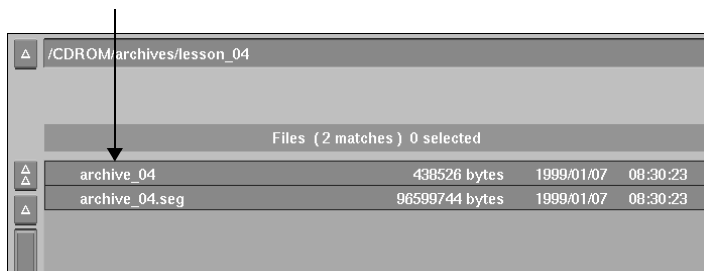 /CDROM/archives/lesson_04
Files ( 2 matches ) 0 selected
archive_04 438526 bytes 1999/01/07 08:30:23
archive_04.seg 96599744 bytes 1999/01/07 08:30:23